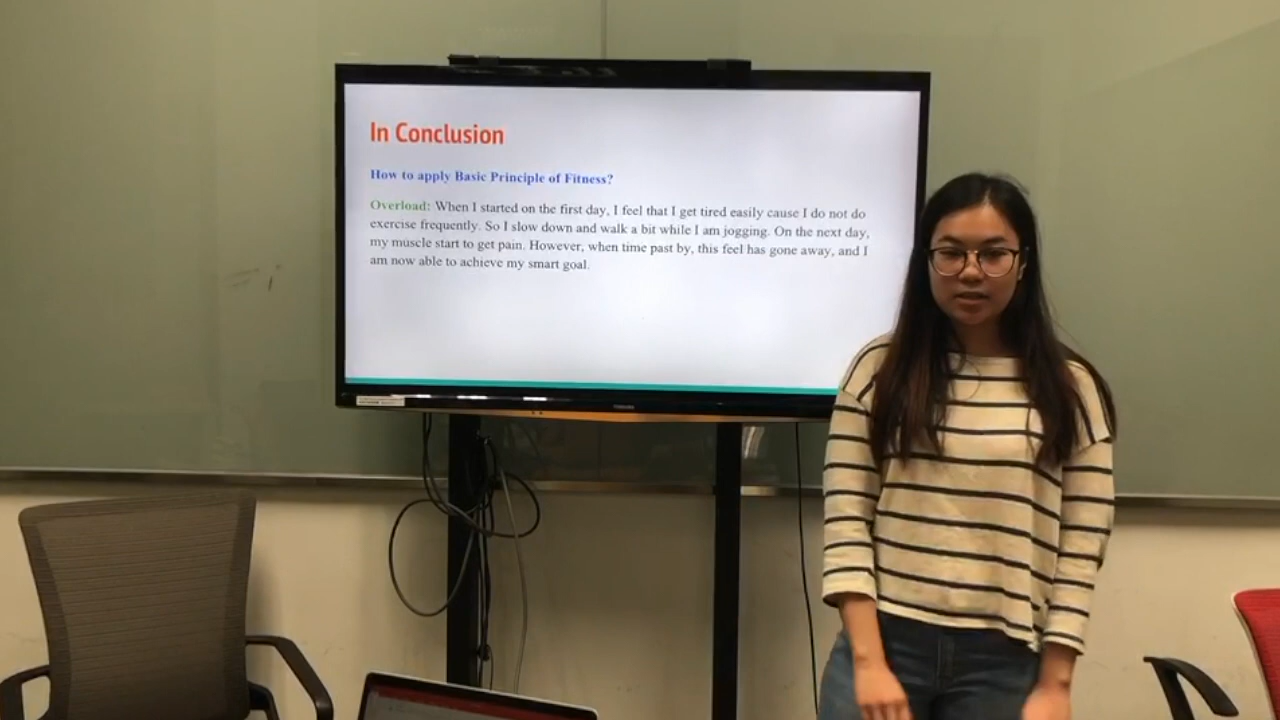 In Conclusion
How to apply Basic Principle of Fitness?
Overload: When I started on the first day, I feel that I get tired easily cause I do not do
exercise frequently. So I slow down and walk a bit while I am jogging. On the next day,
my muscle start to get pain. However, when time past by, this feel has gone away, and I
am now able to achieve my smart goal.
TOSHIBA